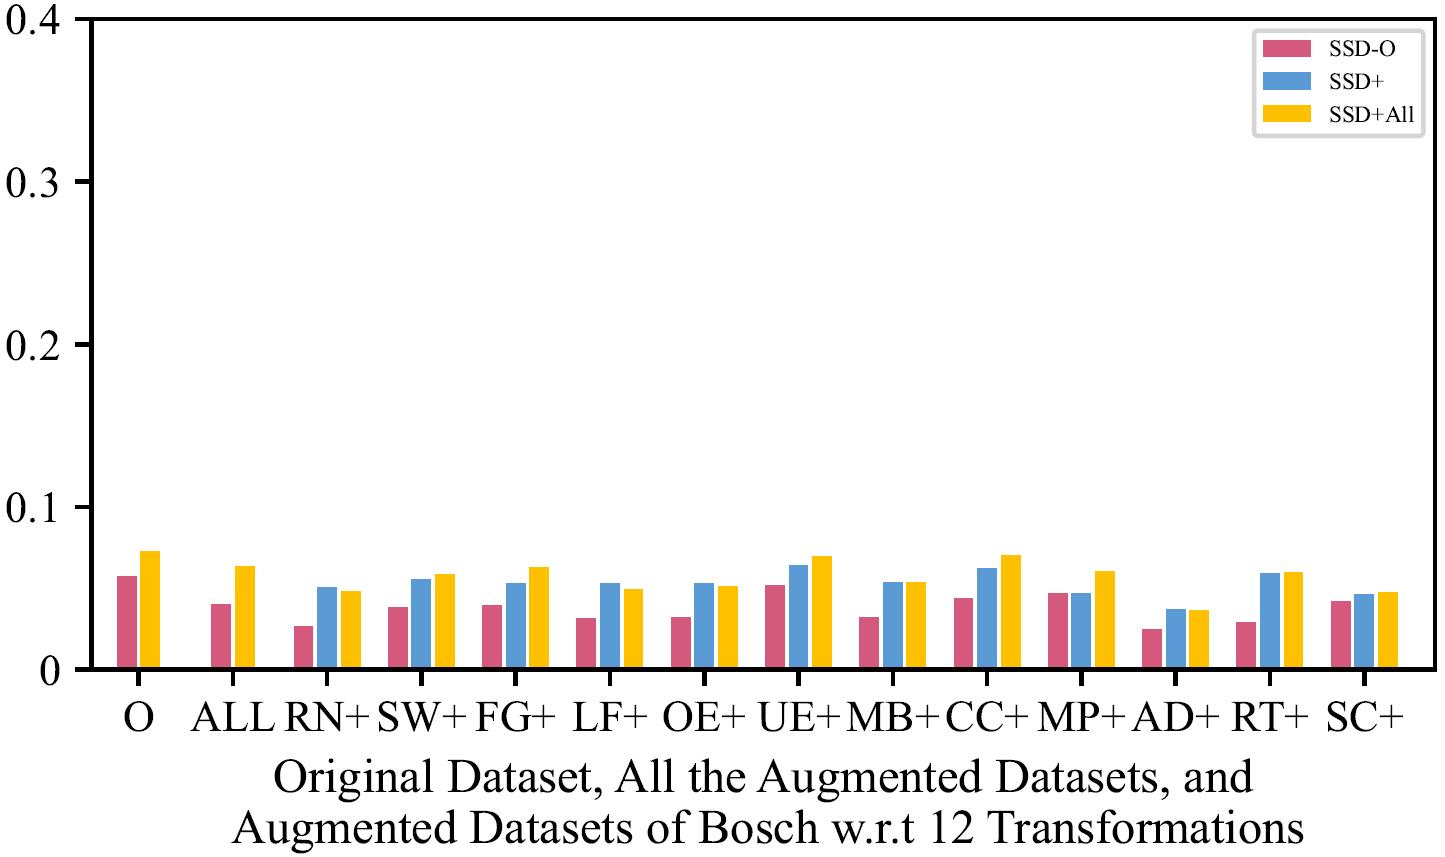 0.4
0.3
0.2
0.1
0
SSD-O
SSD+
SSD+All
O ALL RN+ SW+ FG+ LF+ OE+ UE+ MB+ CC+ MP+ AD+ RT+ SC+
Original Dataset, All the Augmented Datasets, and
Augmented Datasets of Bosch w.r.t 12 Transformations